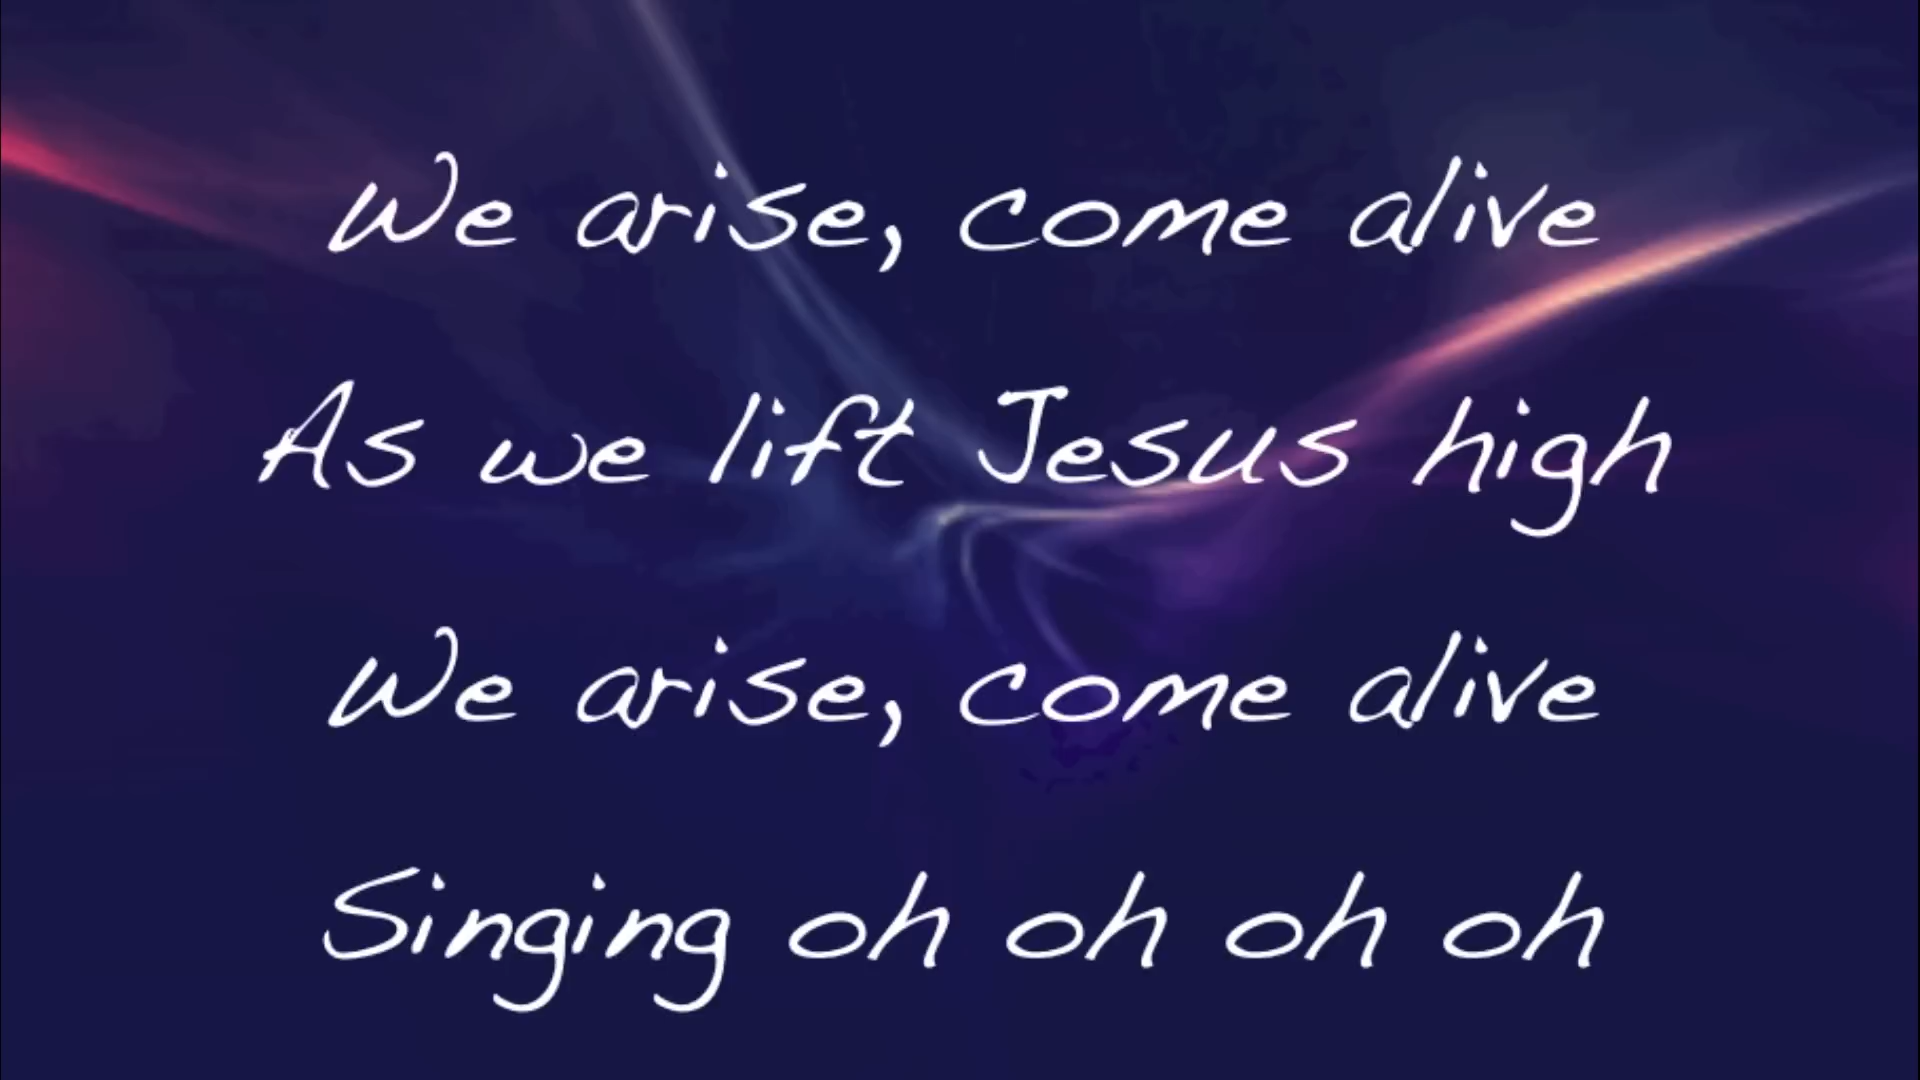 We arise, come alive
As we lift Jesus high
We arise, come alive
Singing oh oh oh oh